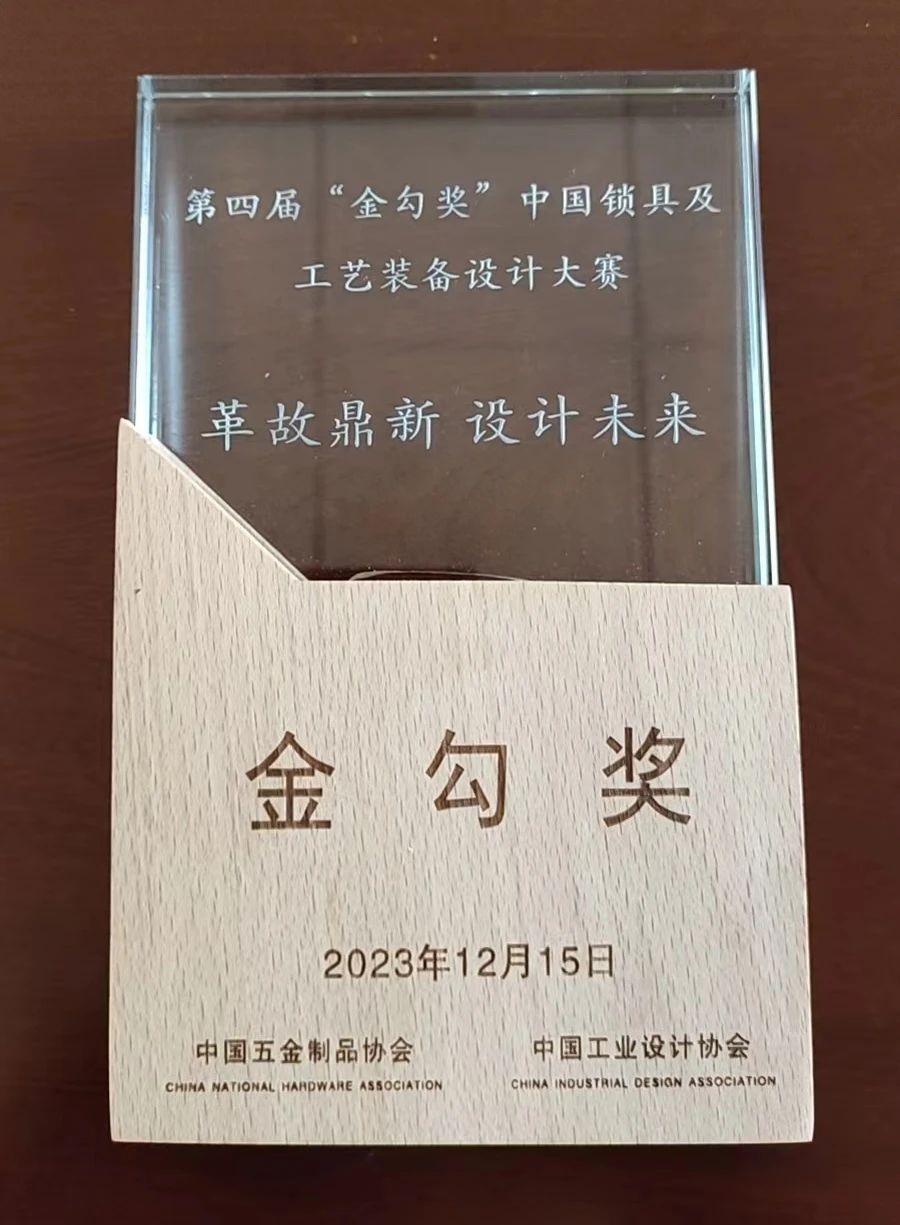 第四届“金勾奖”中国锁具及
工艺装备设计大赛
革故鼎新 设计未来
金勾奖
2023年12月15日
中国五金制品协会
CHINA NATIONAL HARDWARE ASSOCIATION
中国工业设计协会
CHINA INDUSTRIAL DESIGN ASSOCIATION